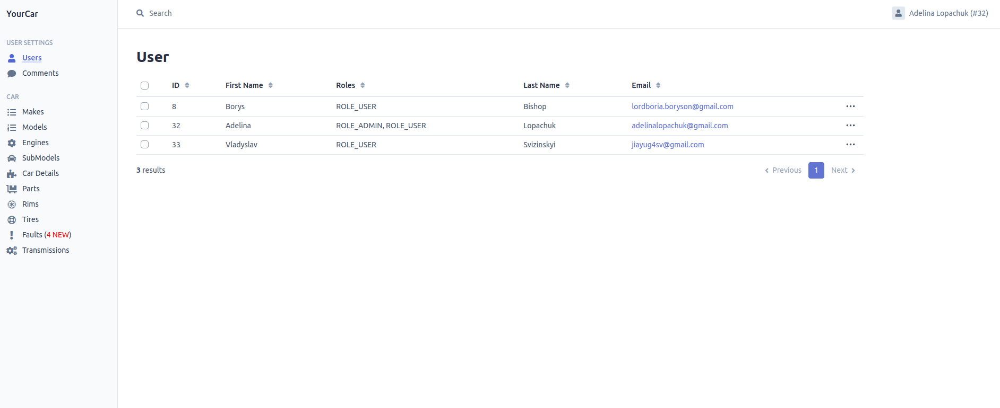 YourCar
Search
Adelina Lopachuk (#32)
USER SETTINGS
Users
Comments
CAR
Makes
Models
Engines
SubModels
Car Details
Parts
Rims
Tires
Faults (4 NEW)
Transmissions
User
ID First Name Roles Last Name Email
8 Borys ROLE_USER Bishop lordboria.boryson@gmail.com
32 Adelina ROLE_ADMIN, ROLE_USER Lopachuk adelinalopachuk@gmail.com
33 Vladyslav ROLE_USER Svizinskyi jiayug4sv@gmail.com
3 results
Previous 1 Next